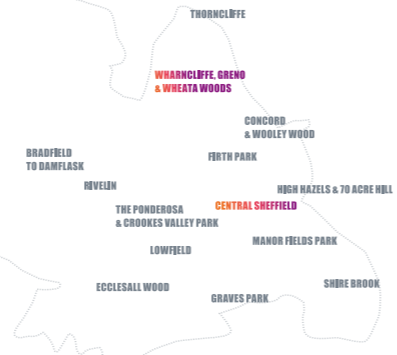 THORNCLIFFE
WHARNCLIFFE, GRENO
& WHEATA WOODS
CONCORD
& WOOLEY WOOD
BRADFIELD
TO DAMFLASK
FIRTH PARK
RIVELIN
HIGH HAZELS & 70 ACRE HILL
THE PONDEROSA
& CROOKES VALLEY PARK
CENTRAL SHEFFIELD
LOWFIELD
MANOR FIELDS PARK
ECCLESALL WOOD
GRAVES PARK
SHIRE BROOK